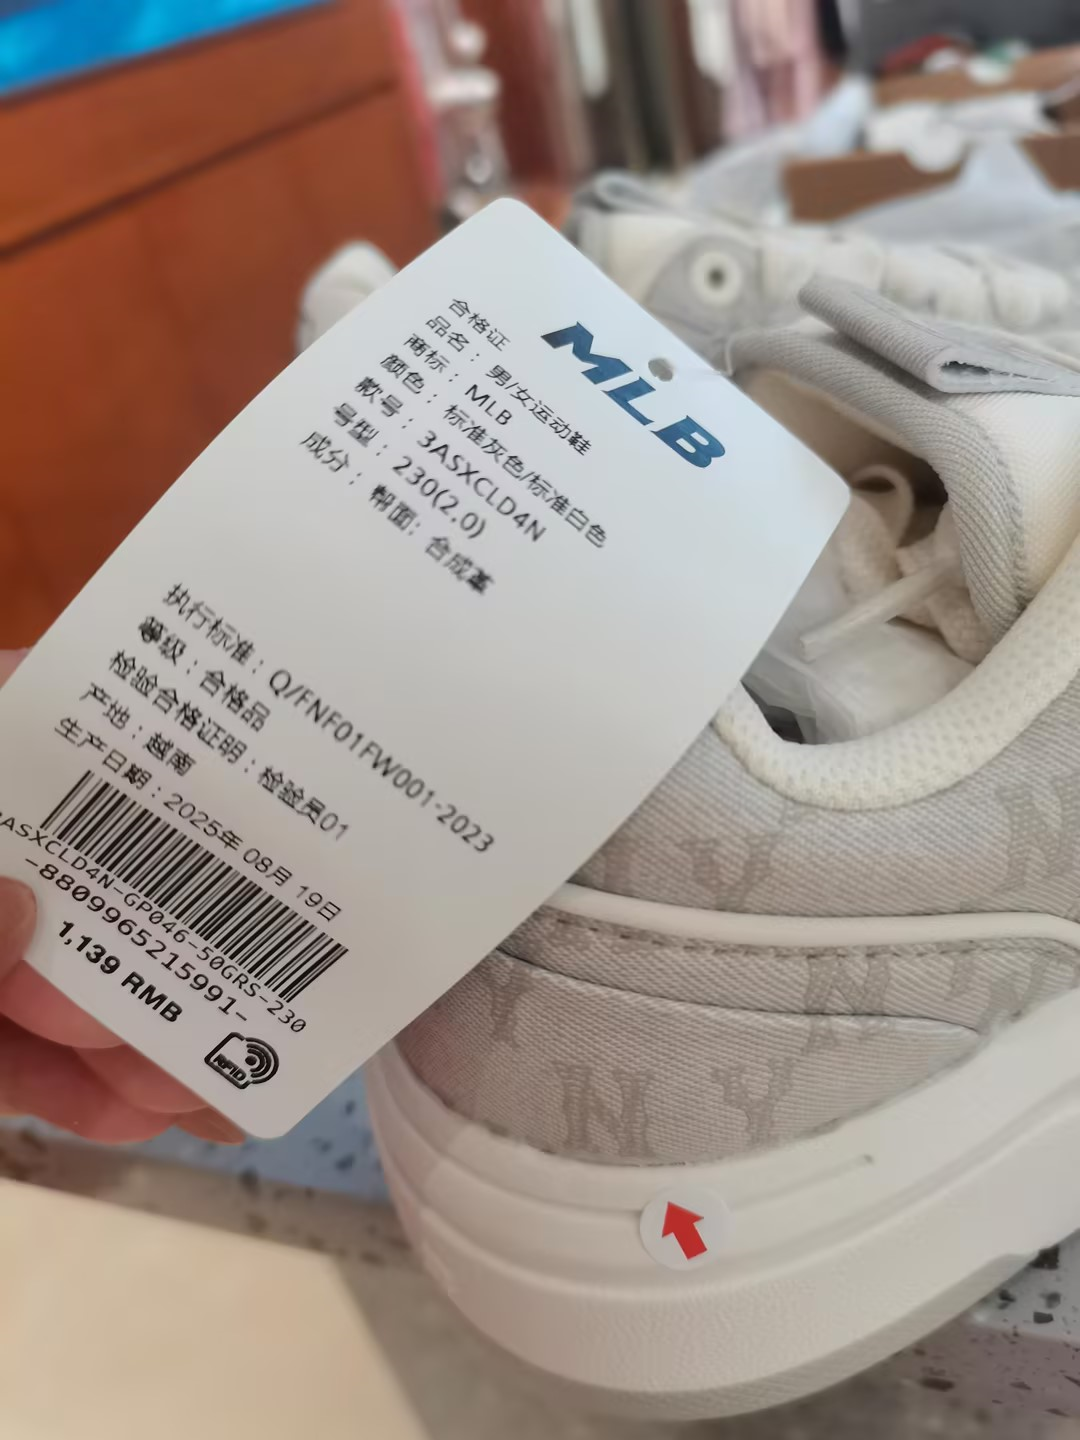 MLB
合格证
品名：男/女运动鞋
商标：MLB
颜色：标准灰色/标准白色
款号：3ASXCLD4N
号型：230(2.0)
成分：帮面：合成革
执行标准：Q/FNF01FW001-2023
等级：合格品
检验合格证明：检验员01
产地：越南
生产日期：2025年 08月 19日
3ASXCLD4N-GP046-50GRS-230
-8809965215991-
1,139 RMB
RFID
NY